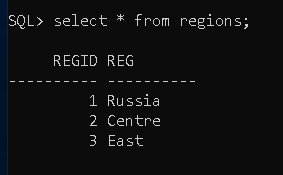 SQL> select * from regions;
REGID REG
---------- ----------
1 Russia
2 Centre
3 East